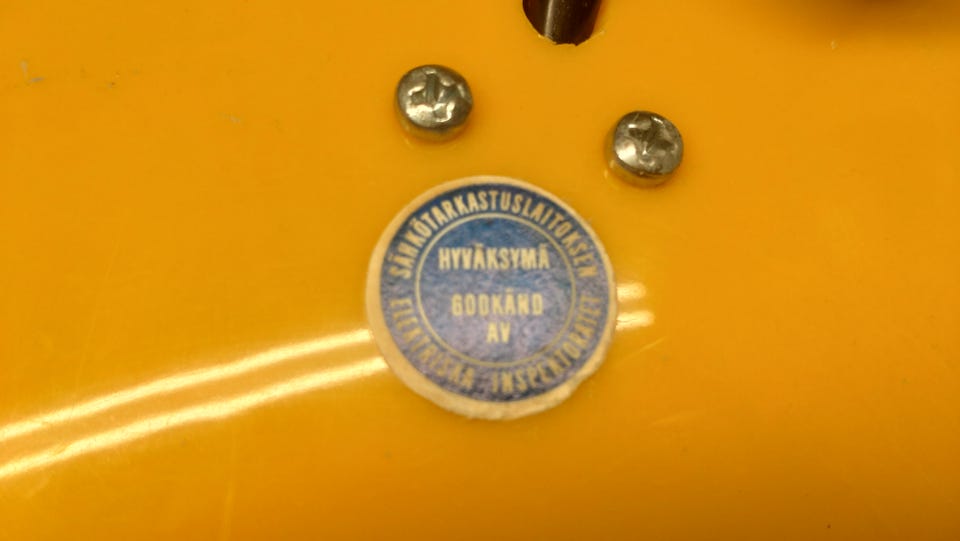 SÄHKÖTARKASTUSLAITOKSEN
HYVÄKSYMÄ
GODKÄND
AV
ELEKTRISKA INSPEKTORATET